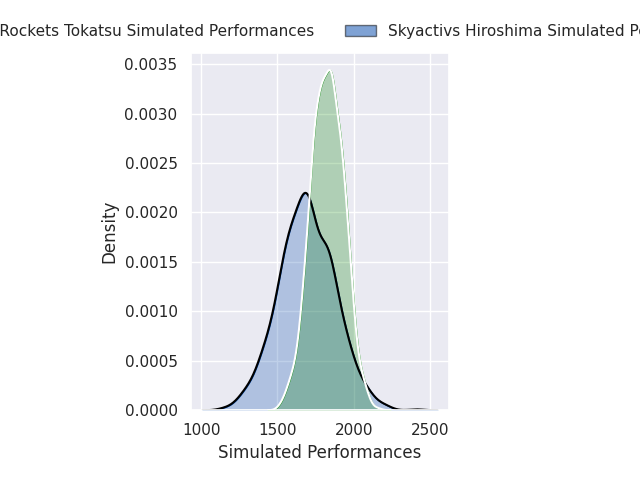 Rockets Tokatsu Simulated Performances
Skyactivs Hiroshima Simulated
0.0035
0.0030
0.0025
0.0020
0.0015
0.0010
0.0005
0.0000
Density
1000 1500 2000 2500
Simulated Performances